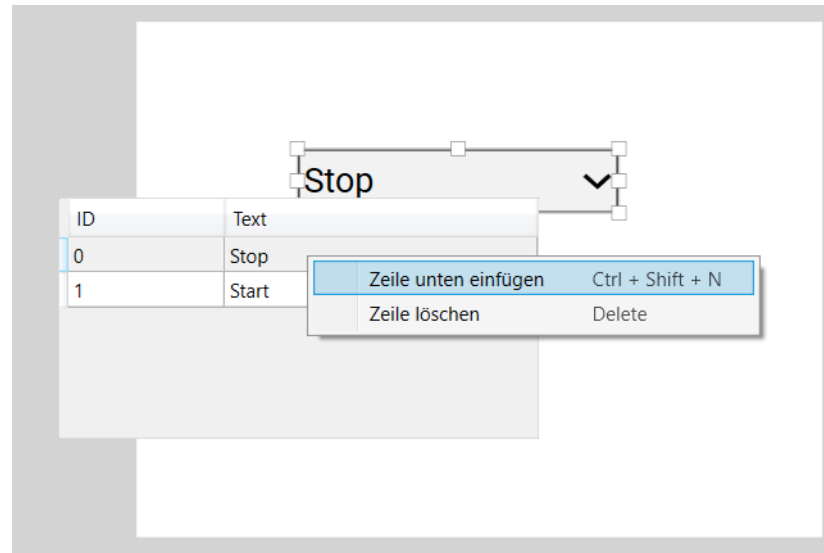 Stop
ID Text
0 Stop
Zeile unten einfügen Ctrl + Shift + N
1 Start
Zeile löschen Delete